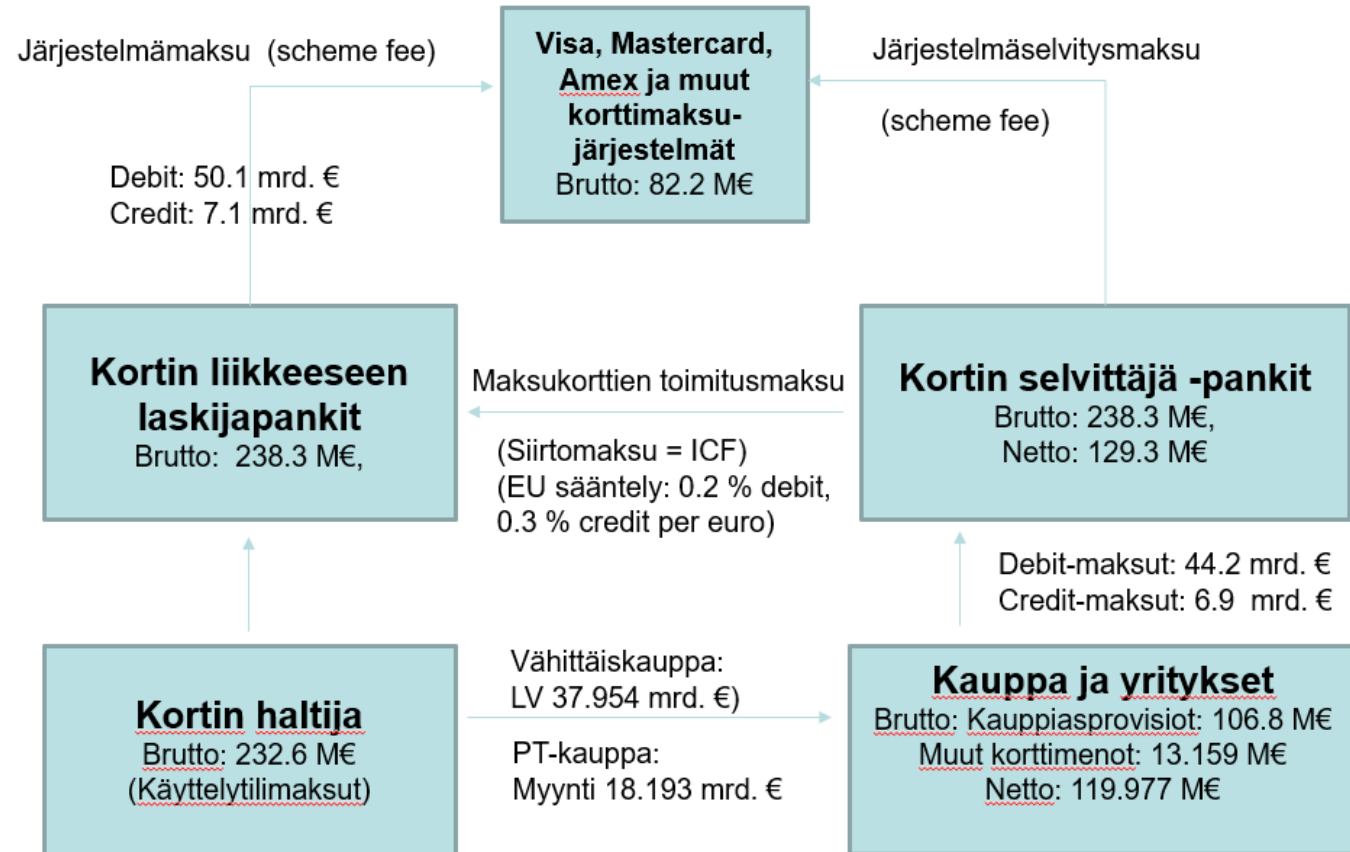 Järjestelmämaksu (scheme fee)
Visa, Mastercard,
Amex ja muut
korttimaksu-
järjestelmät
Brutto: 82.2 M€
Järjestelmäselvitysmaksu
(scheme fee)
Debit: 50.1 mrd. €
Credit: 7.1 mrd. €
Kortin liikkeeseen
laskijapankit
Brutto: 238.3 M€,
Maksukorttien toimitusmaksu
(Siirtomaksu = ICF)
(EU sääntely: 0.2 % debit,
0.3 % credit per euro)
Kortin selvittäjä -pankit
Brutto: 238.3 M€,
Netto: 129.3 M€
Debit-maksut: 44.2 mrd. €
Credit-maksut: 6.9 mrd. €
Kortin haltija
Brutto: 232.6 M€
(Käyttelytilimaksut)
Vähittäiskauppa:
LV 37.954 mrd. €)
PT-kauppa:
Myynti 18.193 mrd. €
Kauppa ja yritykset
Brutto: Kauppiasprovisiot: 106.8 M€
Muut korttimenot: 13.159 M€
Netto: 119.977 M€